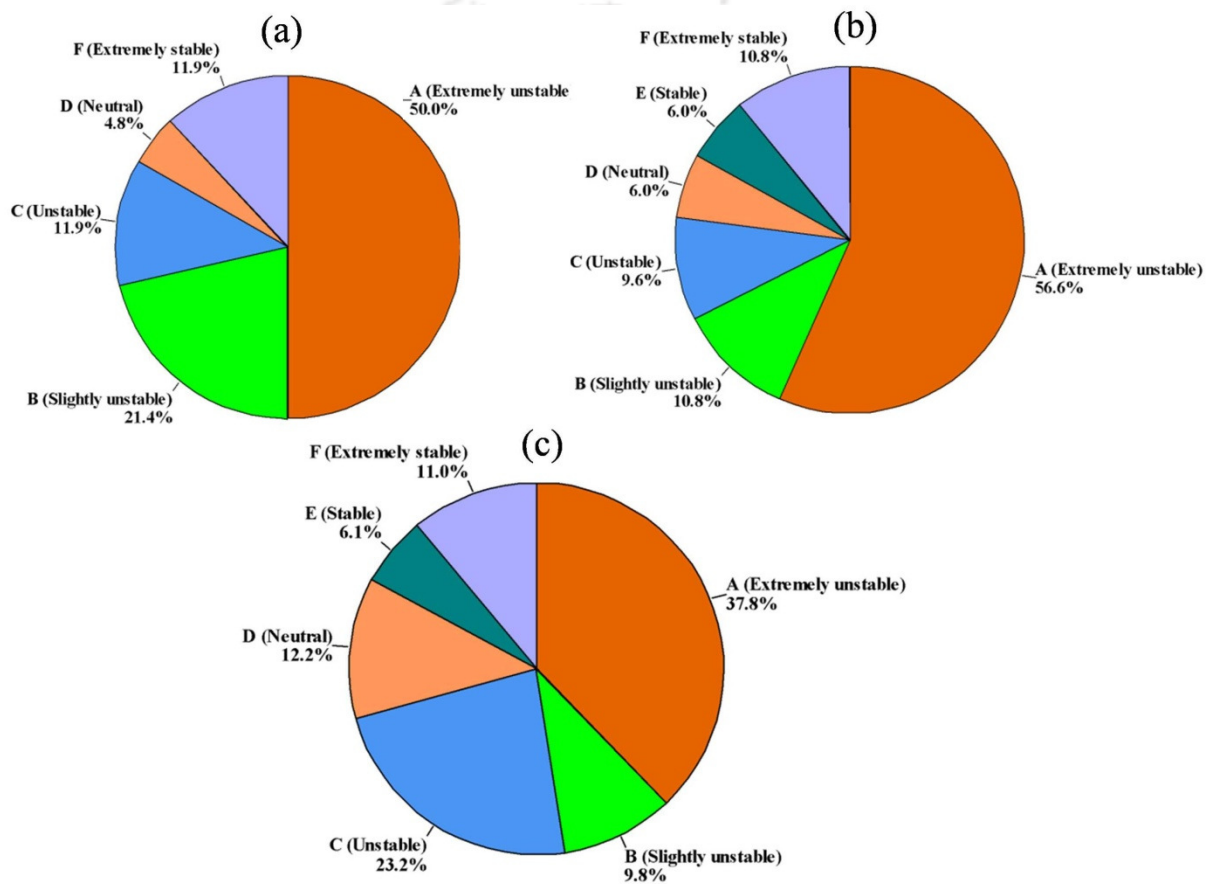 (a)
F (Extremely stable)
11.9%
A (Extremely unstable
50.0%
D (Neutral)
4.8%
C (Unstable)
11.9%
B (Slightly unstable)
21.4%
(b)
F (Extremely stable)
10.8%
E (Stable)
6.0%
D (Neutral)
6.0%
C (Unstable)
9.6%
A (Extremely unstable)
56.6%
B (Slightly unstable)
10.8%
(c)
F (Extremely stable)
11.0%
E (Stable)
6.1%
A (Extremely unstable)
37.8%
D (Neutral)
12.2%
C (Unstable)
23.2%
B (Slightly unstable)
9.8%